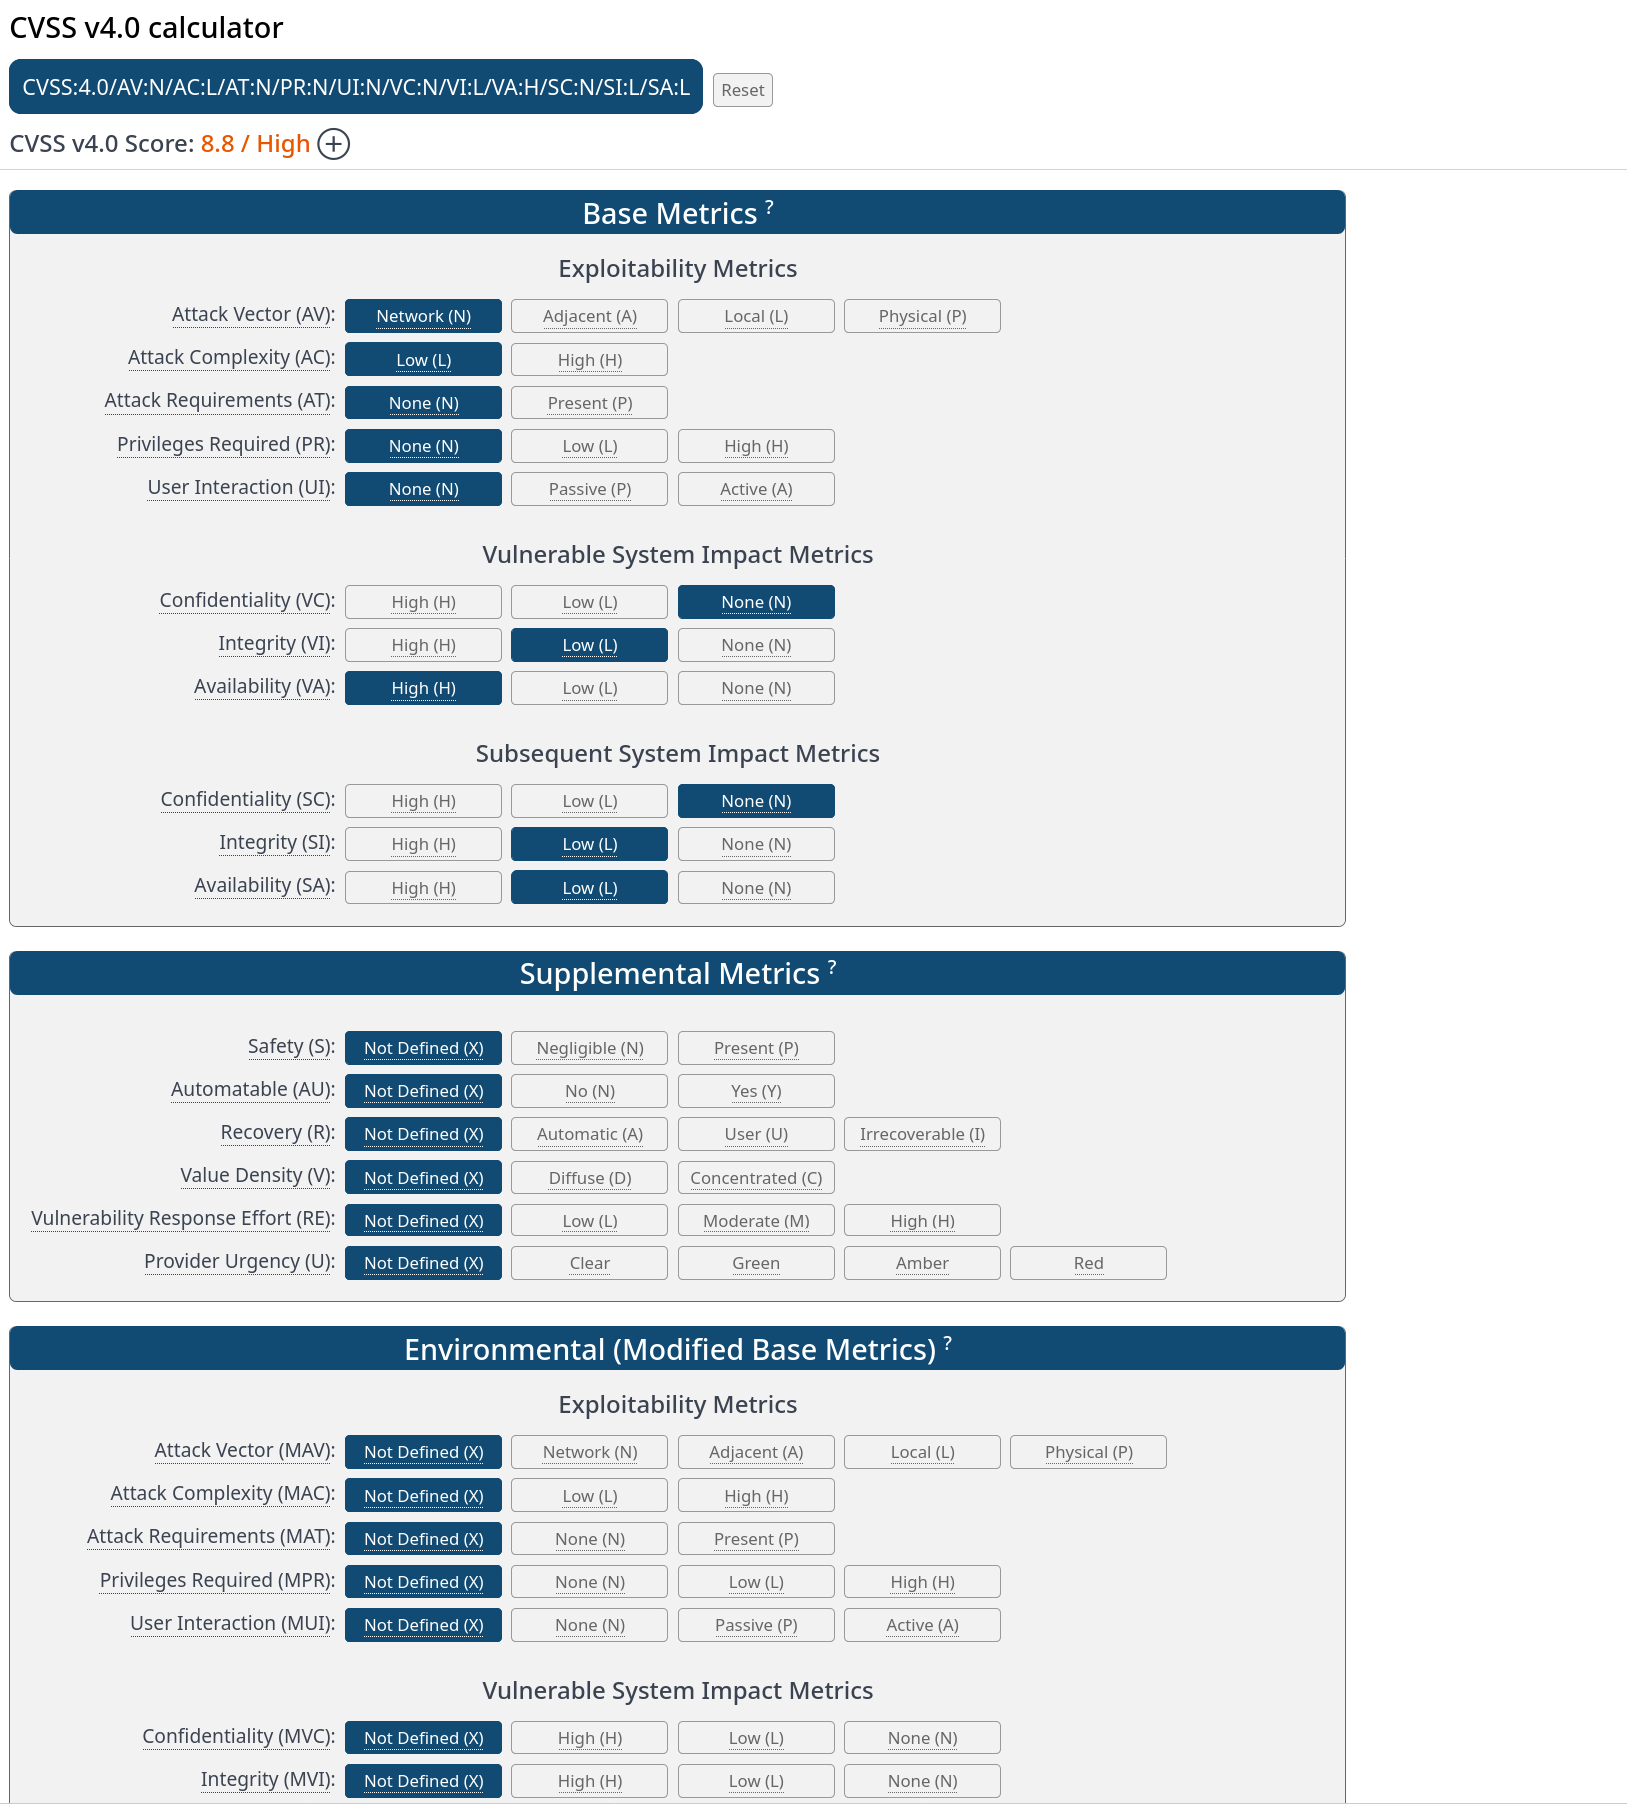 CVSS v4.0 calculator
CVSS:4.0/AV:N/AC:L/AT:N/PR:N/UI:N/VC:N/VI:L/VA:H/SC:N/SI:L/SA:L Reset
CVSS v4.0 Score: 8.8 / High
Base Metrics ?
Exploitability Metrics
Attack Vector (AV): Network (N) Adjacent (A) Local (L) Physical (P)
Attack Complexity (AC): Low (L) High (H)
Attack Requirements (AT): None (N) Present (P)
Privileges Required (PR): None (N) Low (L) High (H)
User Interaction (UI): None (N) Passive (P) Active (A)
Vulnerable System Impact Metrics
Confidentiality (VC): High (H) Low (L) None (N)
Integrity (VI): High (H) Low (L) None (N)
Availability (VA): High (H) Low (L) None (N)
Subsequent System Impact Metrics
Confidentiality (SC): High (H) Low (L) None (N)
Integrity (SI): High (H) Low (L) None (N)
Availability (SA): High (H) Low (L) None (N)
Supplemental Metrics ?
Safety (S): Not Defined (X) Negligible (N) Present (P)
Automatable (AU): Not Defined (X) No (N) Yes (Y)
Recovery (R): Not Defined (X) Automatic (A) User (U) Irrecoverable (I)
Value Density (V): Not Defined (X) Diffuse (D) Concentrated (C)
Vulnerability Response Effort (RE): Not Defined (X) Low (L) Moderate (M) High (H)
Provider Urgency (U): Not Defined (X) Clear Green Amber Red
Environmental (Modified Base Metrics) ?
Exploitability Metrics
Attack Vector (MAV): Not Defined (X) Network (N) Adjacent (A) Local (L) Physical (P)
Attack Complexity (MAC): Not Defined (X) Low (L) High (H)
Attack Requirements (MAT): Not Defined (X) None (N) Present (P)
Privileges Required (MPR): Not Defined (X) None (N) Low (L) High (H)
User Interaction (MUI): Not Defined (X) None (N) Passive (P) Active (A)
Vulnerable System Impact Metrics
Confidentiality (MVC): Not Defined (X) High (H) Low (L) None (N)
Integrity (MVI): Not Defined (X) High (H) Low (L) None (N)